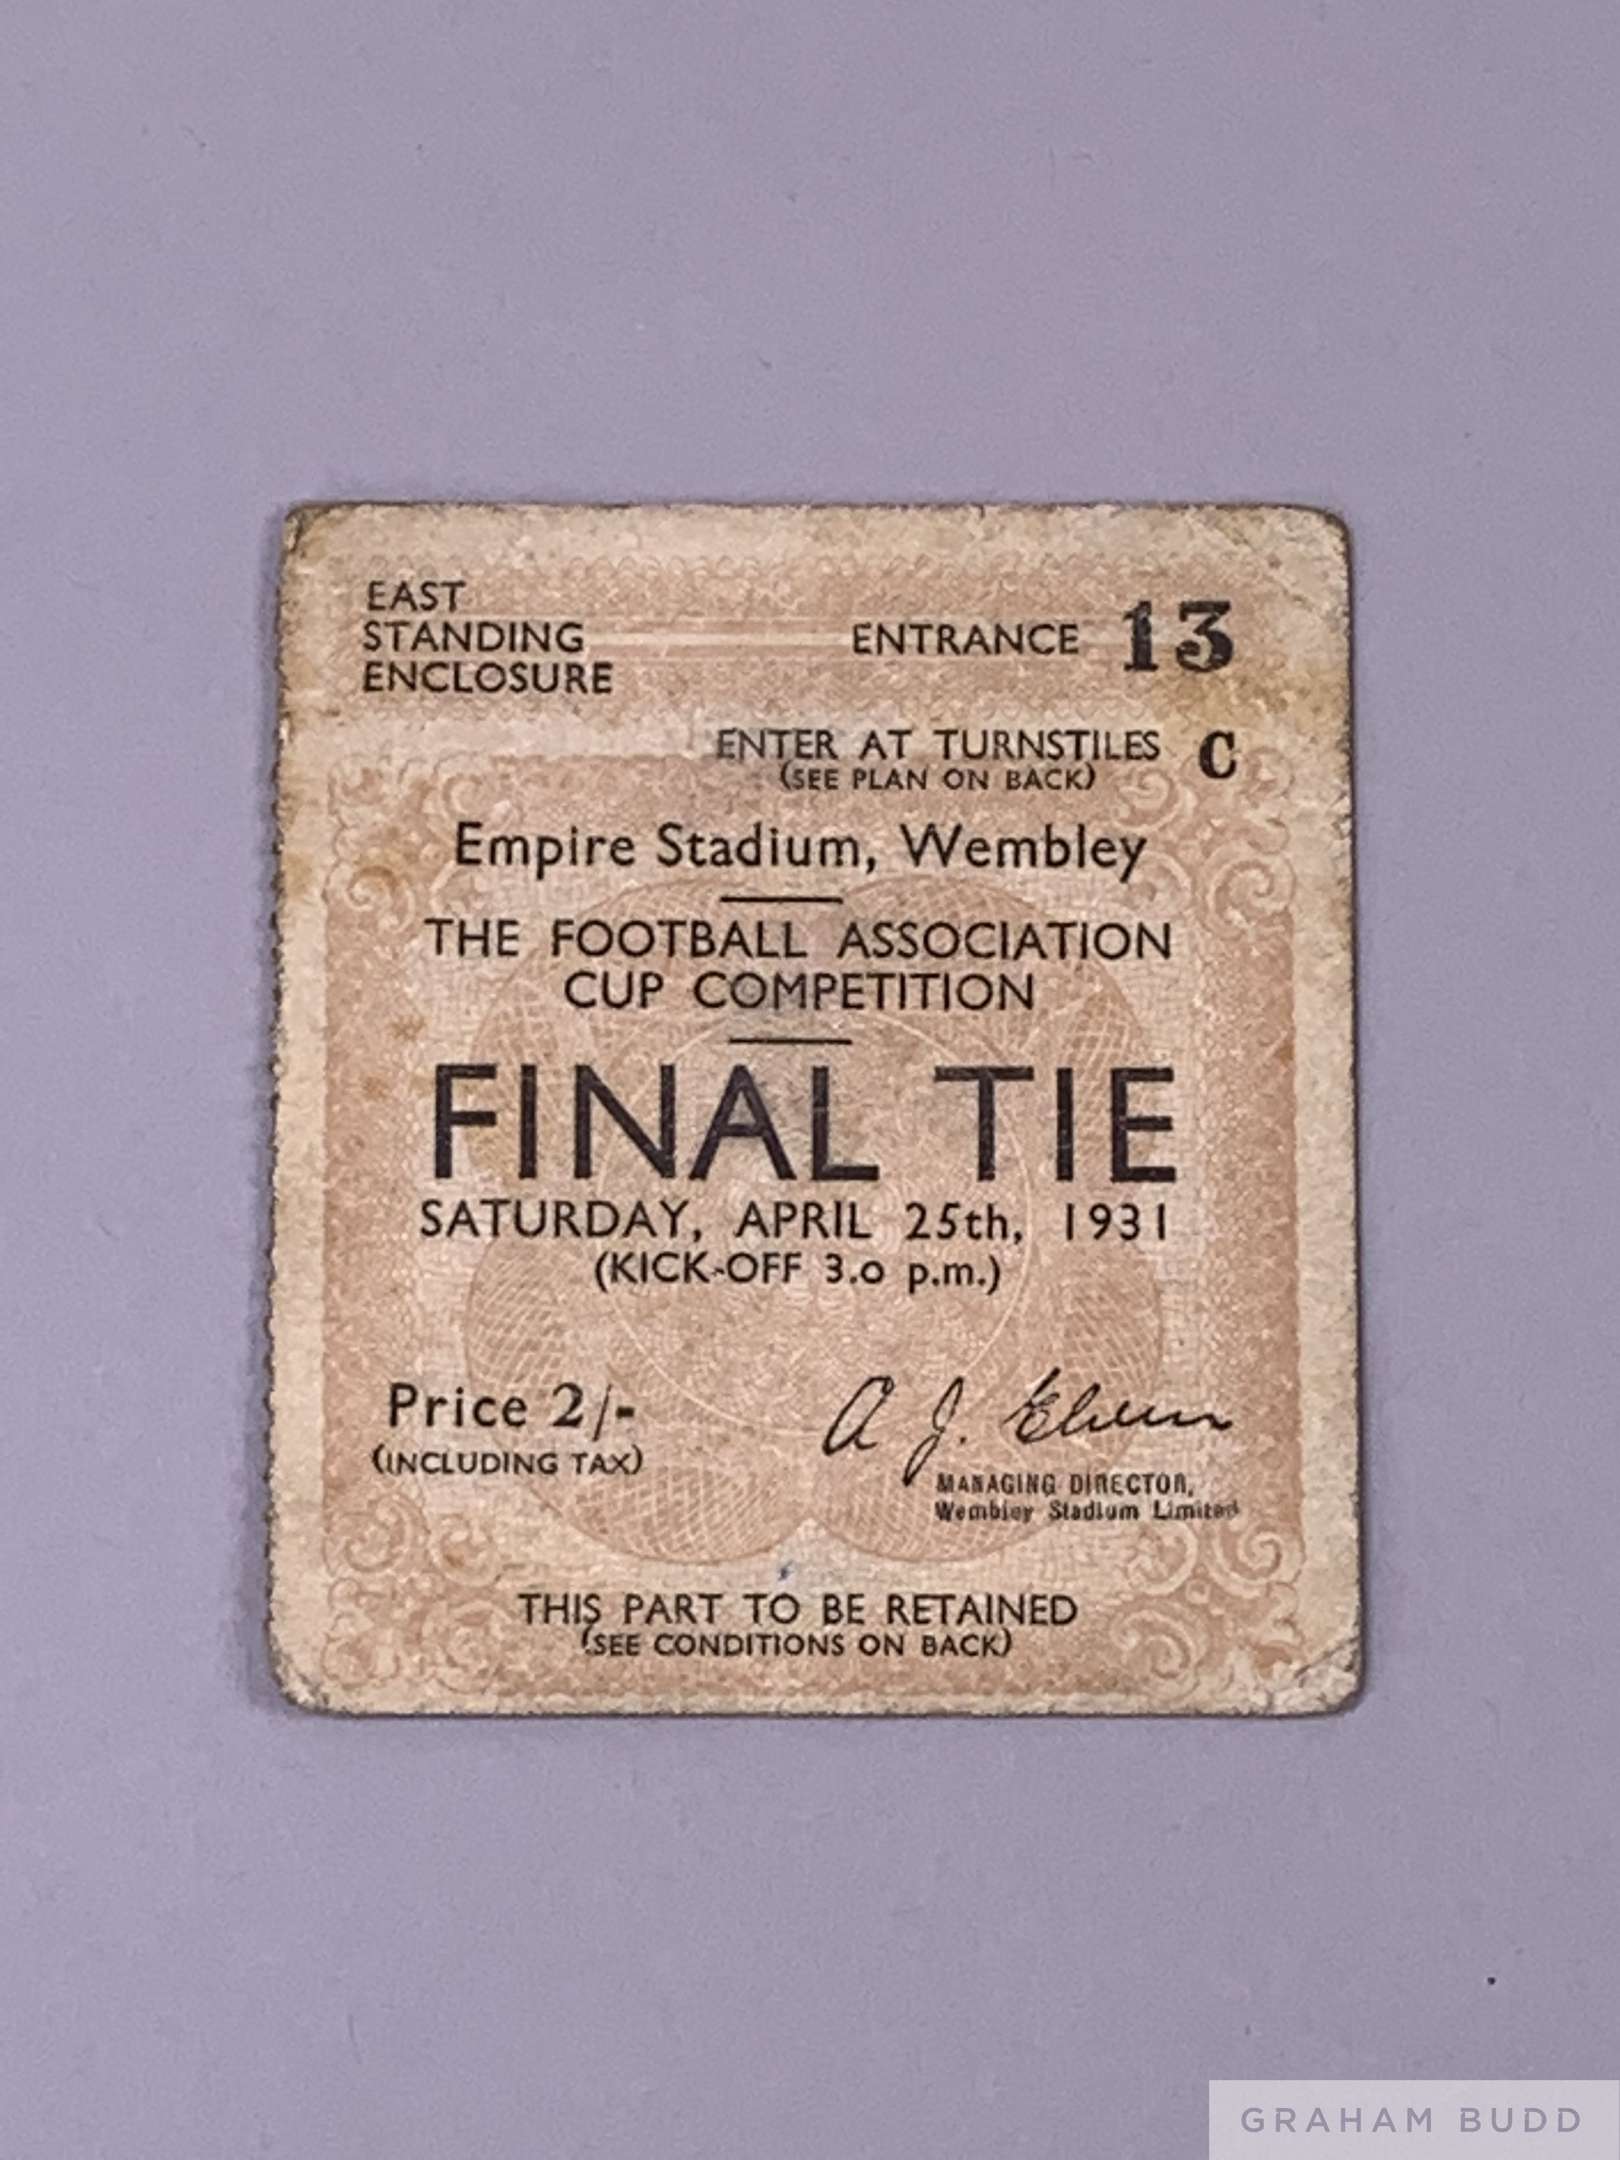 EAST
STANDING
ENCLOSURE
ENTRANCE 13
ENTER AT TURNSTILES C
(SEE PLAN ON BACK)
Empire Stadium, Wembley
THE FOOTBALL ASSOCIATION
CUP COMPETITION
FINAL TIE
SATURDAY, APRIL 25th, 1931
(KICK-OFF 3.0 p.m.)
Price 2/-
(INCLUDING TAX)
A J. Elvin
MANAGING DIRECTOR,
Wembley Stadium Limited
THIS PART TO BE RETAINED
(SEE CONDITIONS ON BACK)
GRAHAM BUDD